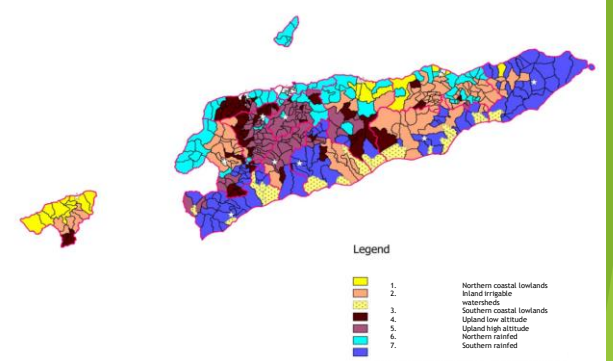 Legend
1. Northern coastal lowlands
2. Inland irrigable
watersheds
3. Southern coastal lowlands
4. Upland low altitude
5. Upland high altitude
6. Northern rainfed
7. Southern rainfed